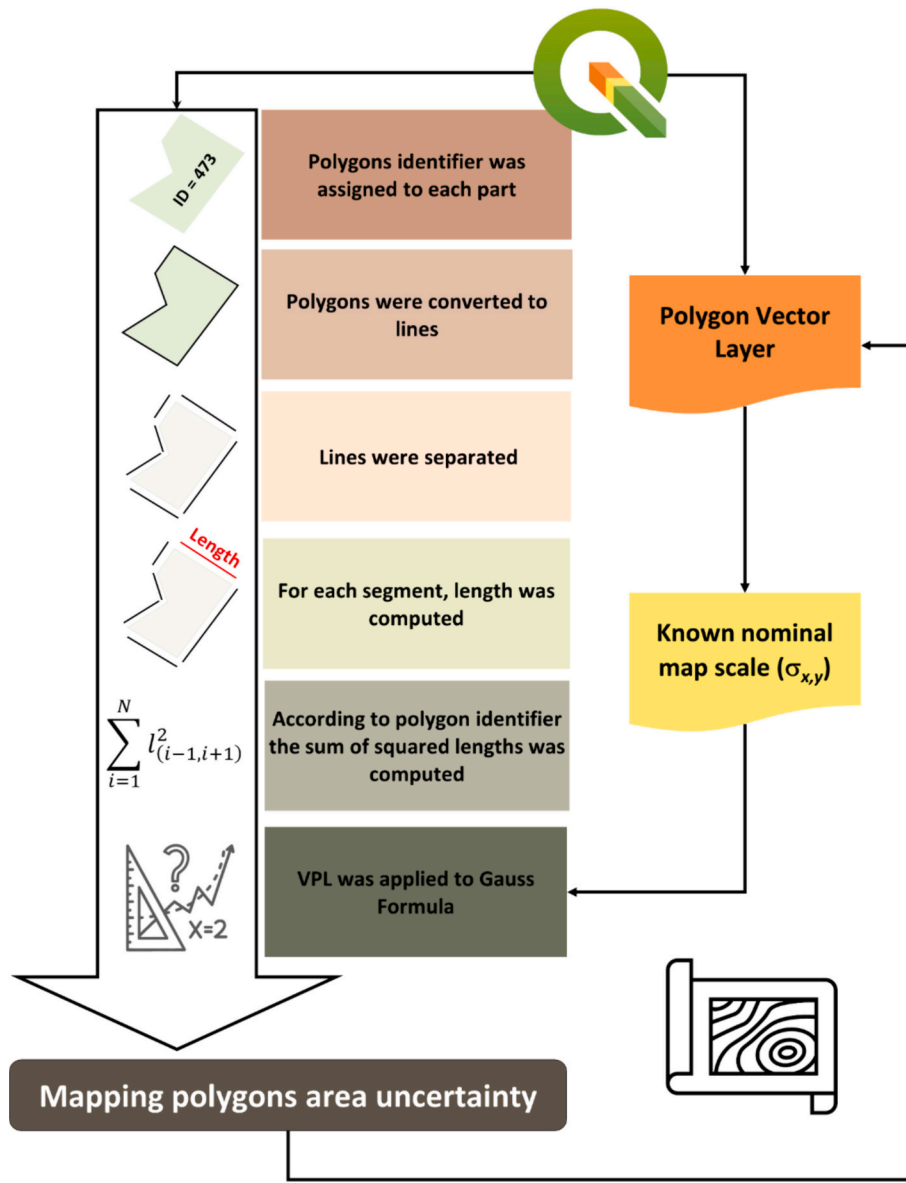 ID = 473
Polygons identifier was
assigned to each part
Polygons were converted to
lines
Lines were separated
Length
For each segment, length was
computed
N
∑ l²(i−1,i+1)
i=1
According to polygon identifier
the sum of squared lengths was
computed
?
X=2
VPL was applied to Gauss
Formula
Polygon Vector
Layer
Known nominal
map scale (σx,y)
Mapping polygons area uncertainty